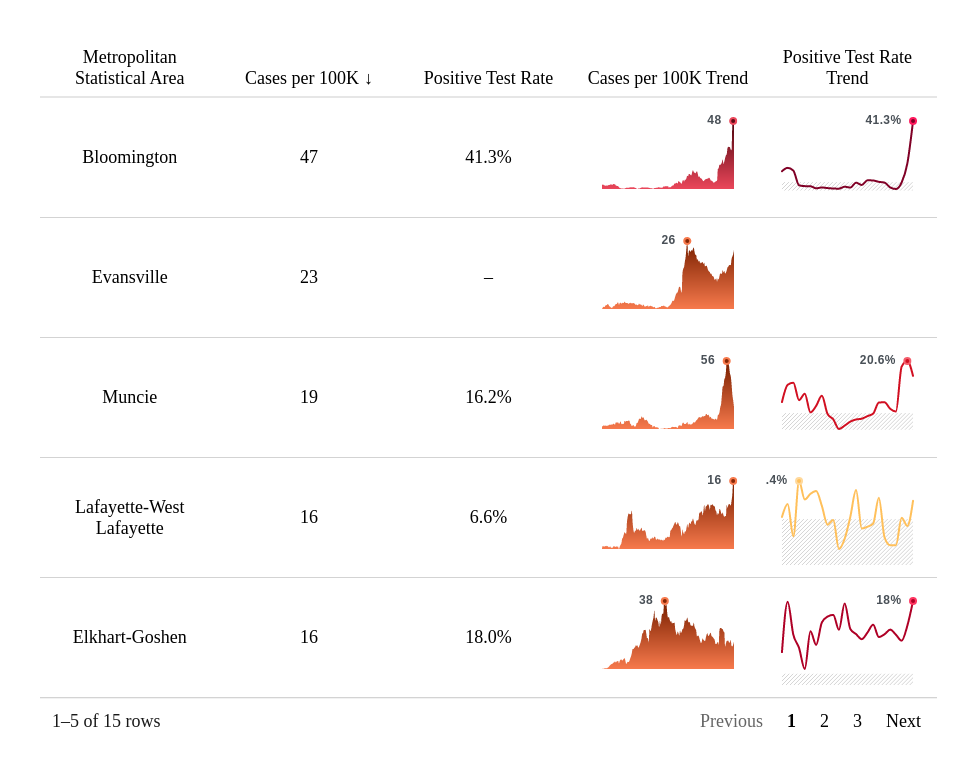 Metropolitan
Statistical Area
Cases per 100K ↓
Positive Test Rate
Cases per 100K Trend
Positive Test Rate
Trend
Bloomington
47
41.3%
48
41.3%
Evansville
23
–
26
Muncie
19
16.2%
56
20.6%
Lafayette-West
Lafayette
16
6.6%
16
.4%
Elkhart-Goshen
16
18.0%
38
18%
1–5 of 15 rows
Previous 1 2 3 Next